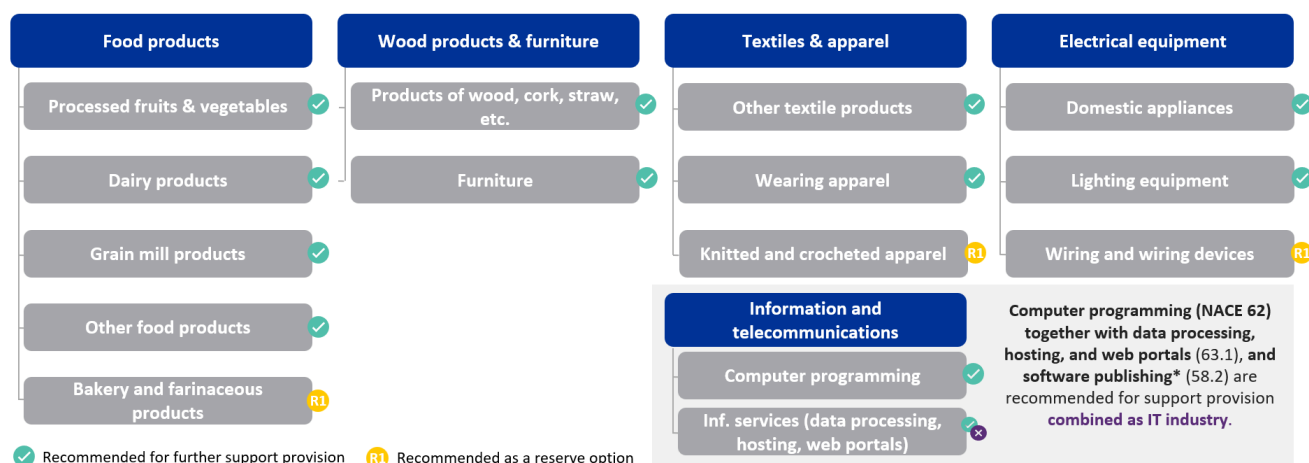 Food products
Processed fruits & vegetables
Dairy products
Grain mill products
Other food products
Bakery and farinaceous
products
R1
Wood products & furniture
Products of wood, cork, straw,
etc.
Furniture
Textiles & apparel
Other textile products
Wearing apparel
Knitted and crocheted apparel
R1
Electrical equipment
Domestic appliances
Lighting equipment
Wiring and wiring devices
R1
Information and
telecommunications
Computer programming
Inf. services (data processing,
hosting, web portals)
Computer programming (NACE 62)
together with data processing,
hosting, and web portals (63.1), and
software publishing* (58.2) are
recommended for support provision
combined as IT industry.
Recommended for further support provision
R1 Recommended as a reserve option